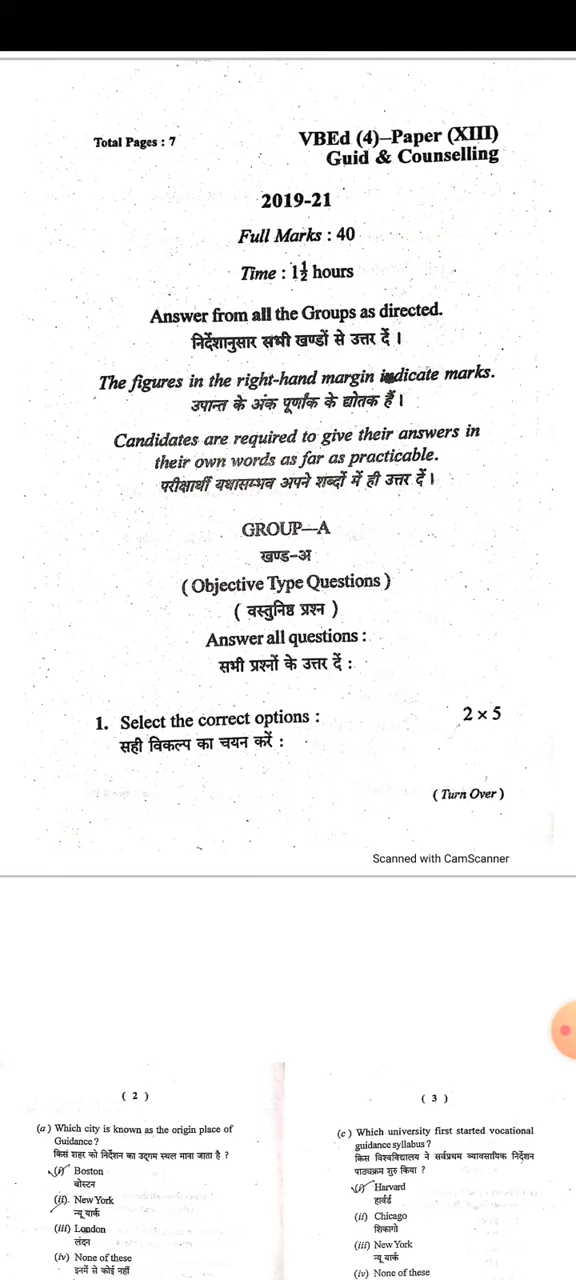 Total Pages : 7
VBEd (4)–Paper (XIII)
Guid & Counselling
2019-21
Full Marks : 40
Time : 1½ hours
Answer from all the Groups as directed.
निर्देशानुसार सभी खण्डों से उत्तर दें।
The figures in the right-hand margin indicate marks.
उपान्त के अंक पूर्णांक के द्योतक हैं।
Candidates are required to give their answers in
their own words as far as practicable.
परीक्षार्थी यथासम्भव अपने शब्दों में ही उत्तर दें।
GROUP—A
खण्ड-अ
( Objective Type Questions )
( वस्तुनिष्ठ प्रश्न )
Answer all questions :
सभी प्रश्नों के उत्तर दें :
1. Select the correct options : 2 × 5
सही विकल्प का चयन करें :
( Turn Over )
Scanned with CamScanner
( 2 )
(a) Which city is known as the origin place of
Guidance?
किस शहर को निर्देशन का उद्गम स्थल माना जाता है ?
(i) Boston
बोस्टन
(ii) New York
न्यू यार्क
(iii) London
लंदन
(iv) None of these
इनमें से कोई नहीं
( 3 )
(c) Which university first started vocational
guidance syllabus ?
किस विश्वविद्यालय ने सर्वप्रथम व्यावसायिक निर्देशन
पाठ्यक्रम शुरु किया ?
(i) Harvard
हार्वर्ड
(ii) Chicago
शिकागो
(iii) New York
न्यू यार्क
(iv) None of these